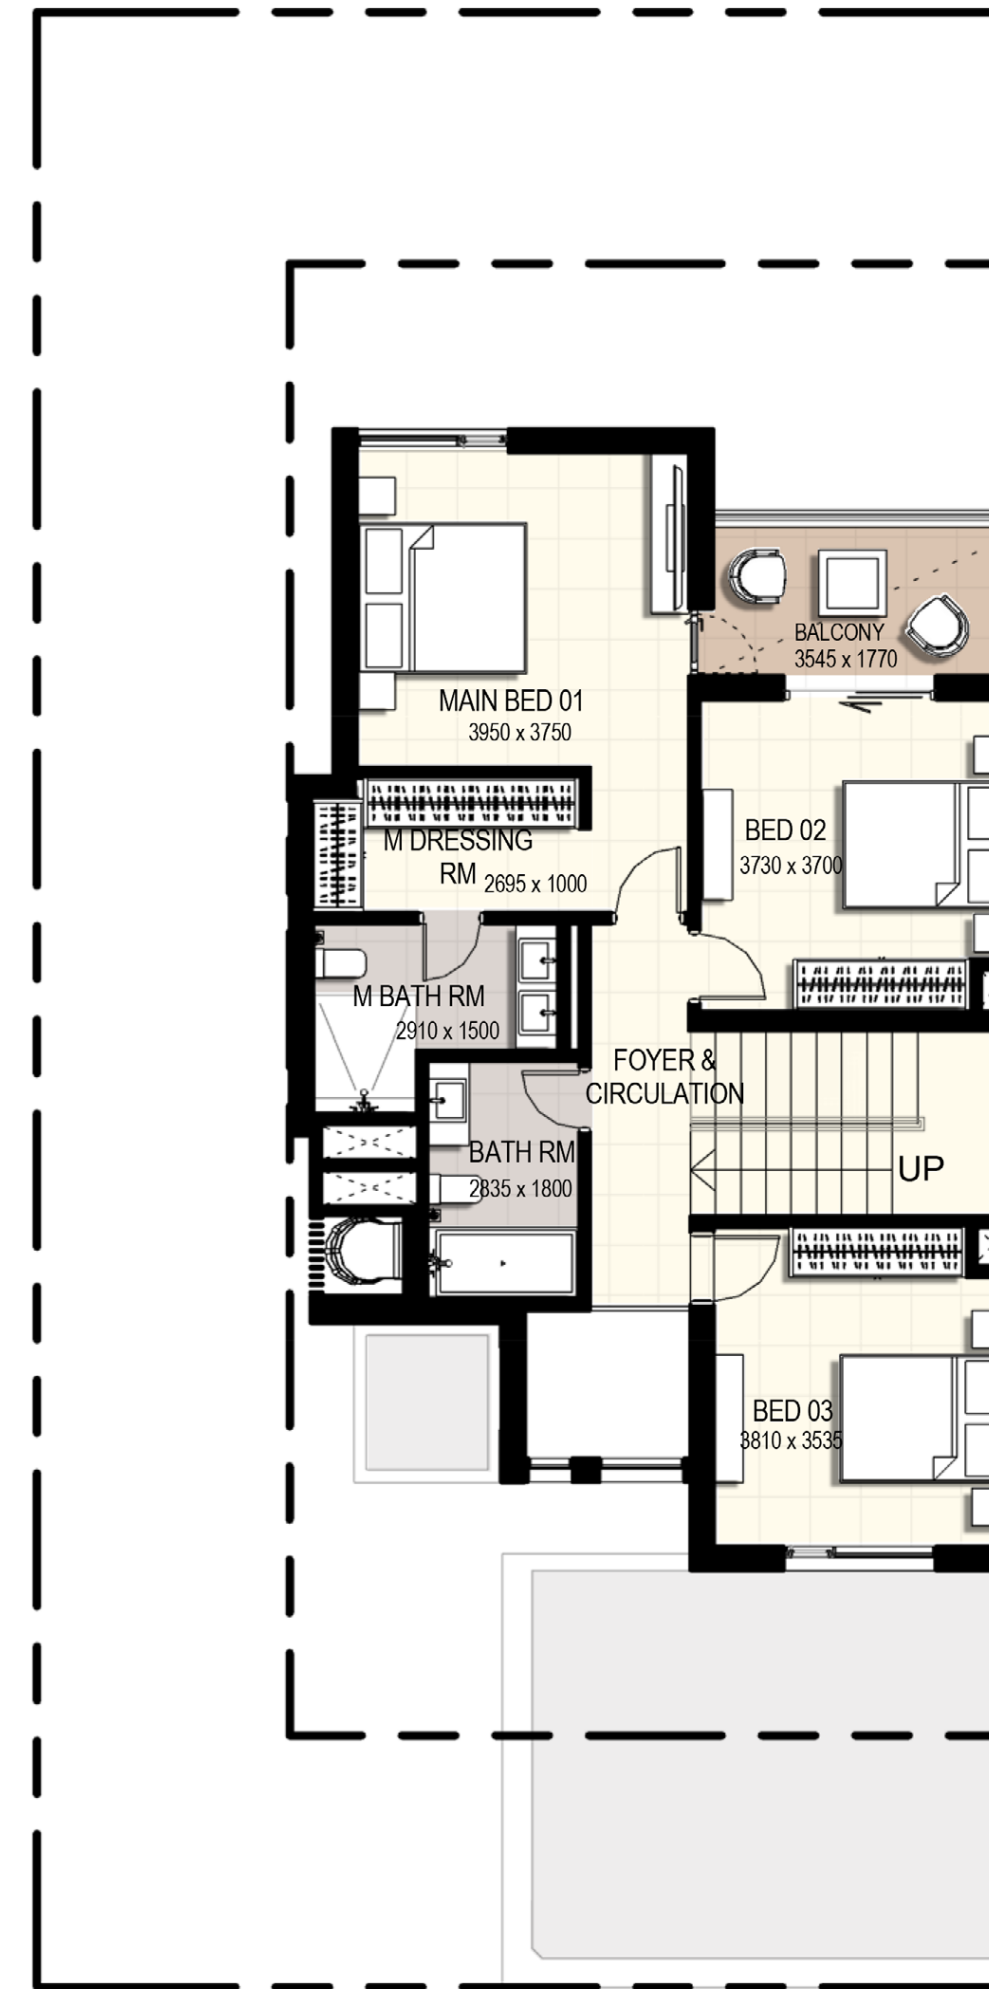 BALCONY
3545 x 1770
MAIN BED 01
3950 x 3750
BED 02
3730 x 3700
M DRESSING
RM 2695 x 1000
M BATH RM
2910 x 1500
FOYER &
CIRCULATION
BATH RM
2835 x 1800
UP
BED 03
3810 x 3535